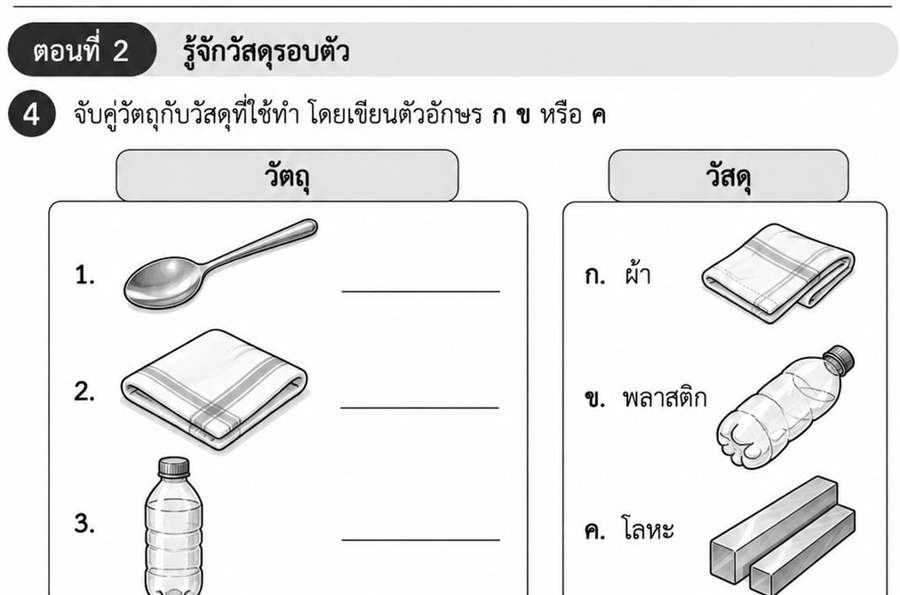 ตอนที่ 2 รู้จักวัสดุรอบตัว
4 จับคู่วัตถุกับวัสดุที่ใช้ทำ โดยเขียนตัวอักษร ก ข หรือ ค
วัตถุ
1.
2.
3.
วัสดุ
ก. ผ้า
ข. พลาสติก
ค. โลหะ